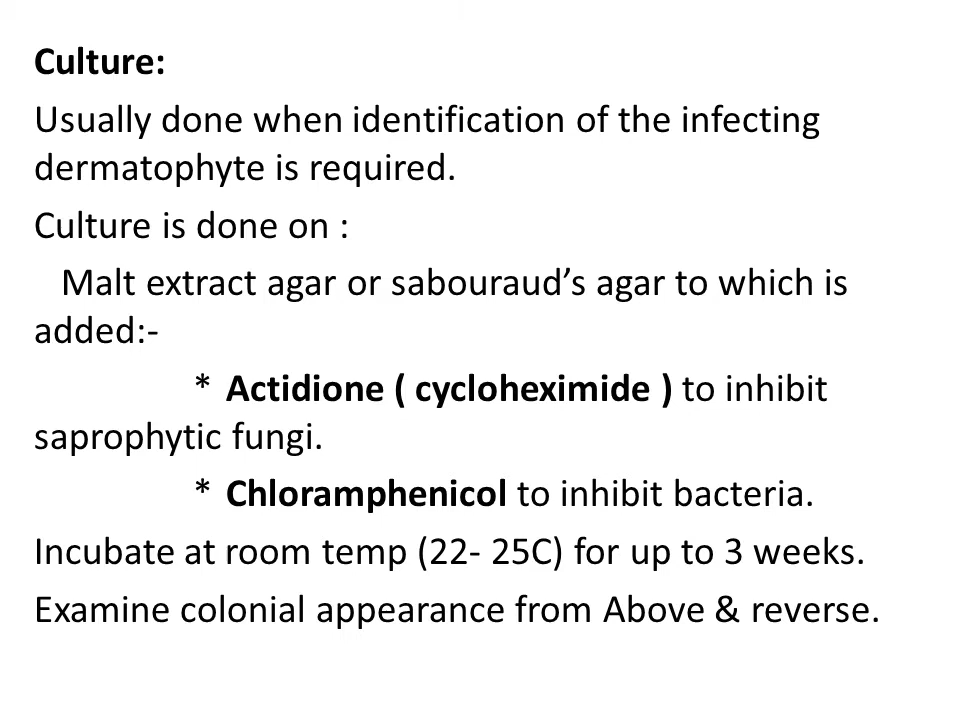 Culture:
Usually done when identification of the infecting
dermatophyte is required.
Culture is done on :
Malt extract agar or sabouraud’s agar to which is
added:-
* Actidione ( cycloheximide ) to inhibit
saprophytic fungi.
* Chloramphenicol to inhibit bacteria.
Incubate at room temp (22- 25C) for up to 3 weeks.
Examine colonial appearance from Above & reverse.